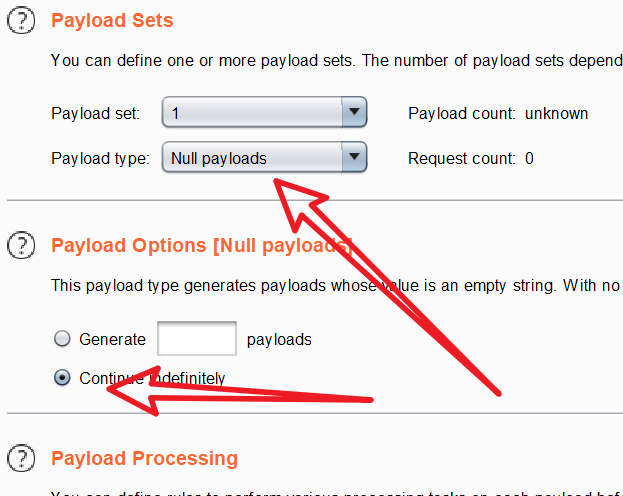 Payload Sets
You can define one or more payload sets. The number of payload sets depend
Payload set: 1 Payload count: unknown
Payload type: Null payloads Request count: 0
Payload Options [Null payloads]
This payload type generates payloads whose value is an empty string. With no
Generate payloads
Continue indefinitely
Payload Processing
You can define rules to perform various processing tasks on each payload bef